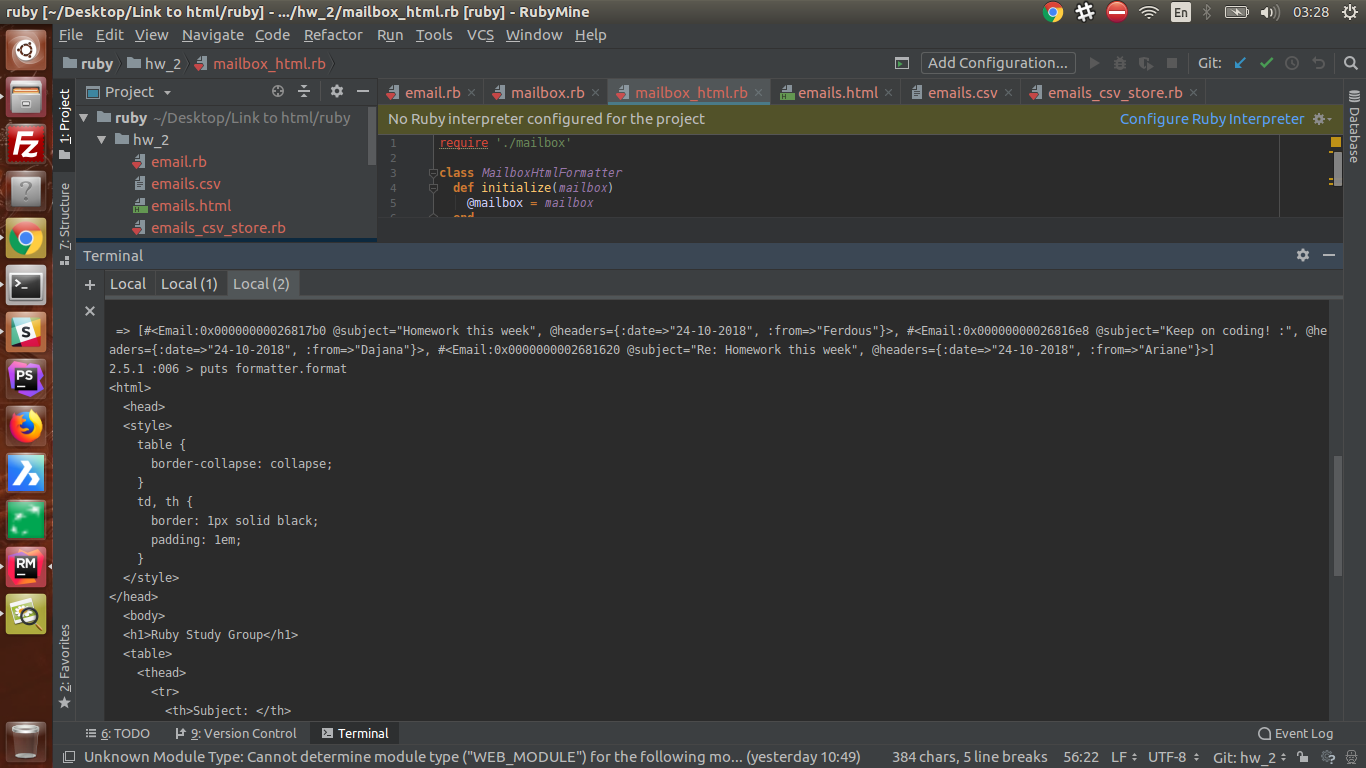 ruby [~/Desktop/Link to html/ruby] - .../hw_2/mailbox_html.rb [ruby] - RubyMine
En
03:28
File Edit View Navigate Code Refactor Run Tools VCS Window Help
ruby hw_2 mailbox_html.rb
Add Configuration...
Git:
1: Project
7: Structure
2: Favorites
Database
Project
ruby ~/Desktop/Link to html/ruby
hw_2
email.rb
emails.csv
emails.html
emails_csv_store.rb
email.rb mailbox.rb mailbox_html.rb emails.html emails.csv emails_csv_store.rb
No Ruby interpreter configured for the project
Configure Ruby Interpreter
1 require './mailbox'
2
3 class MailboxHtmlFormatter
4 def initialize(mailbox)
5 @mailbox = mailbox
6 end
Terminal
Local Local (1) Local (2)
=> [#<Email:0x00000000026817b0 @subject="Homework this week", @headers={:date=>"24-10-2018", :from=>"Ferdous"}>, #<Email:0x00000000026816e8 @subject="Keep on coding! :", @he
aders={:date=>"24-10-2018", :from=>"Dajana"}>, #<Email:0x0000000002681620 @subject="Re: Homework this week", @headers={:date=>"24-10-2018", :from=>"Ariane"}>]
2.5.1 :006 > puts formatter.format
<html>
<head>
<style>
table {
border-collapse: collapse;
}
td, th {
border: 1px solid black;
padding: 1em;
}
</style>
</head>
<body>
<h1>Ruby Study Group</h1>
<table>
<thead>
<tr>
<th>Subject: </th>
6: TODO
9: Version Control
Terminal
Event Log
Unknown Module Type: Cannot determine module type ("WEB_MODULE") for the following mo... (yesterday 10:49)
384 chars, 5 line breaks
56:22
LF
UTF-8
Git: hw_2
FZ
PS
RM